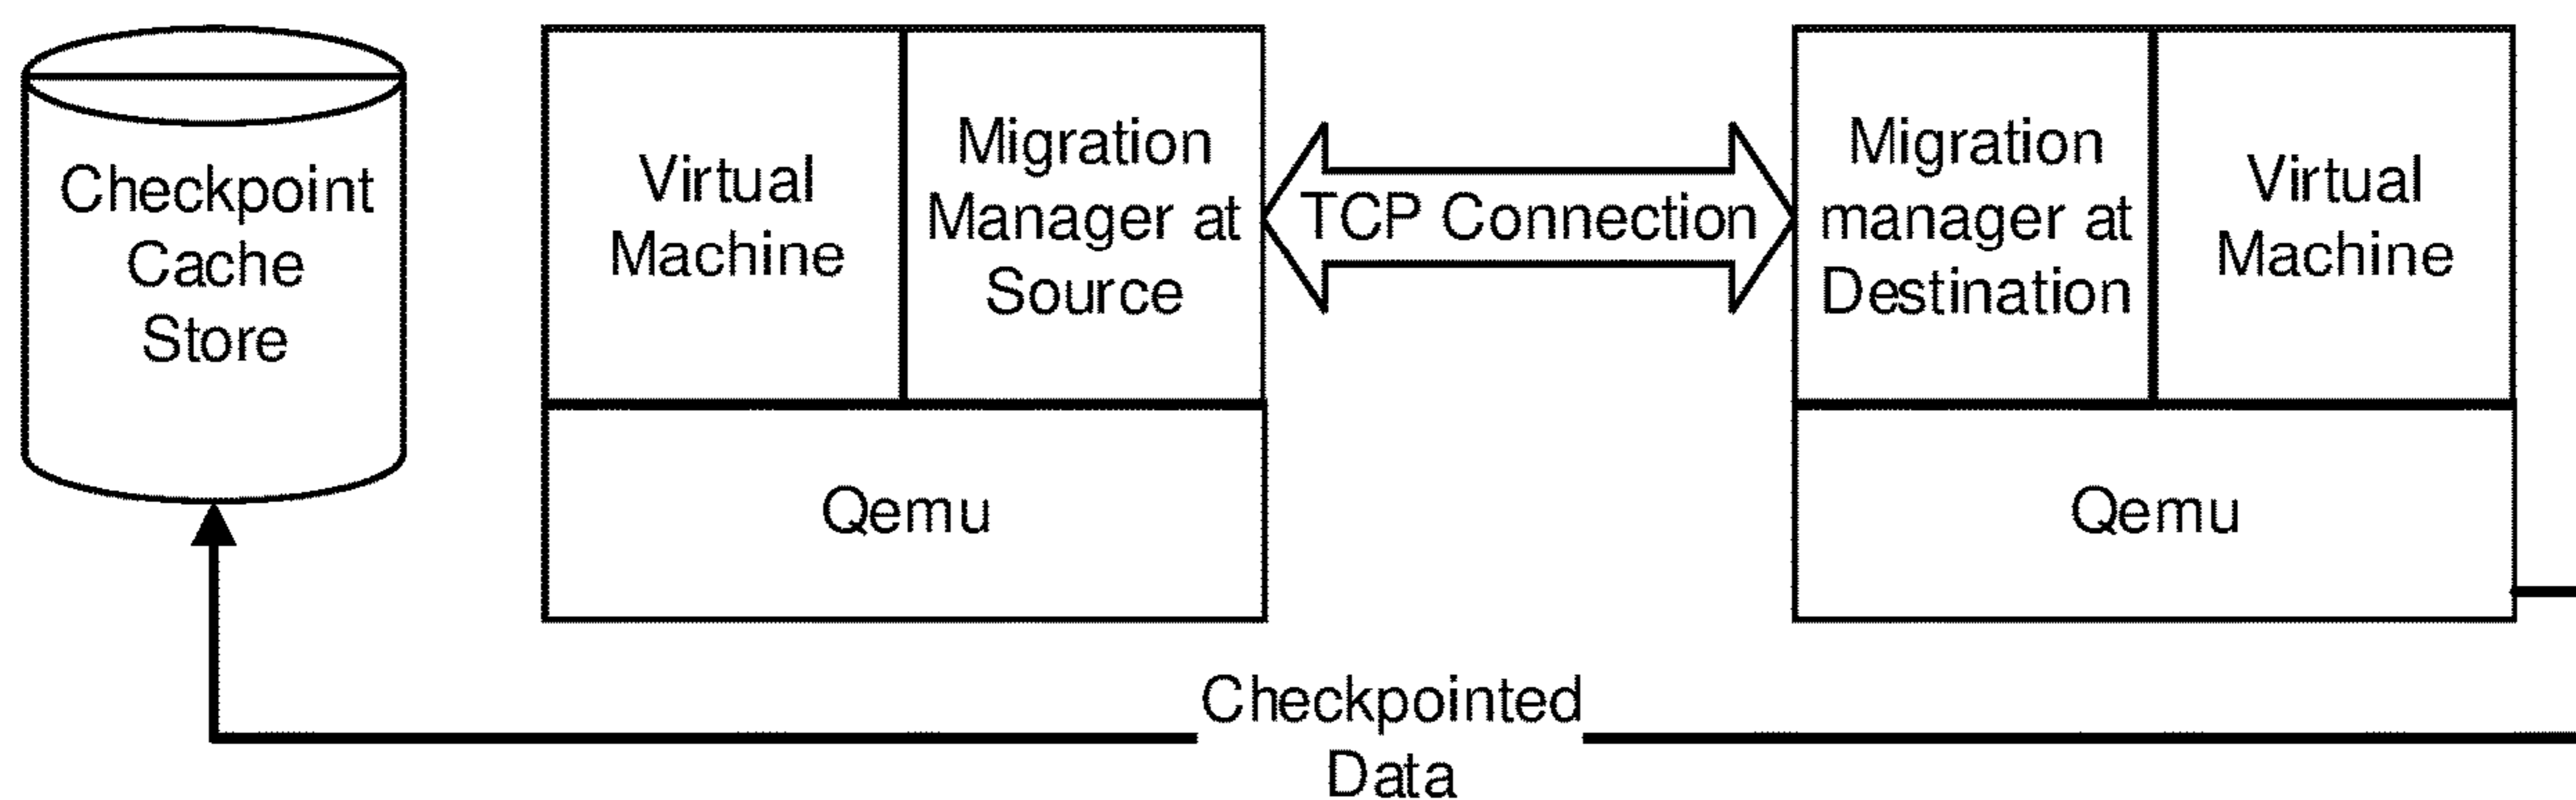 Checkpoint
Cache
Store
Virtual
Machine
Migration
Manager at
Source
Qemu
TCP Connection
Migration
manager at
Destination
Virtual
Machine
Qemu
Checkpointed
Data